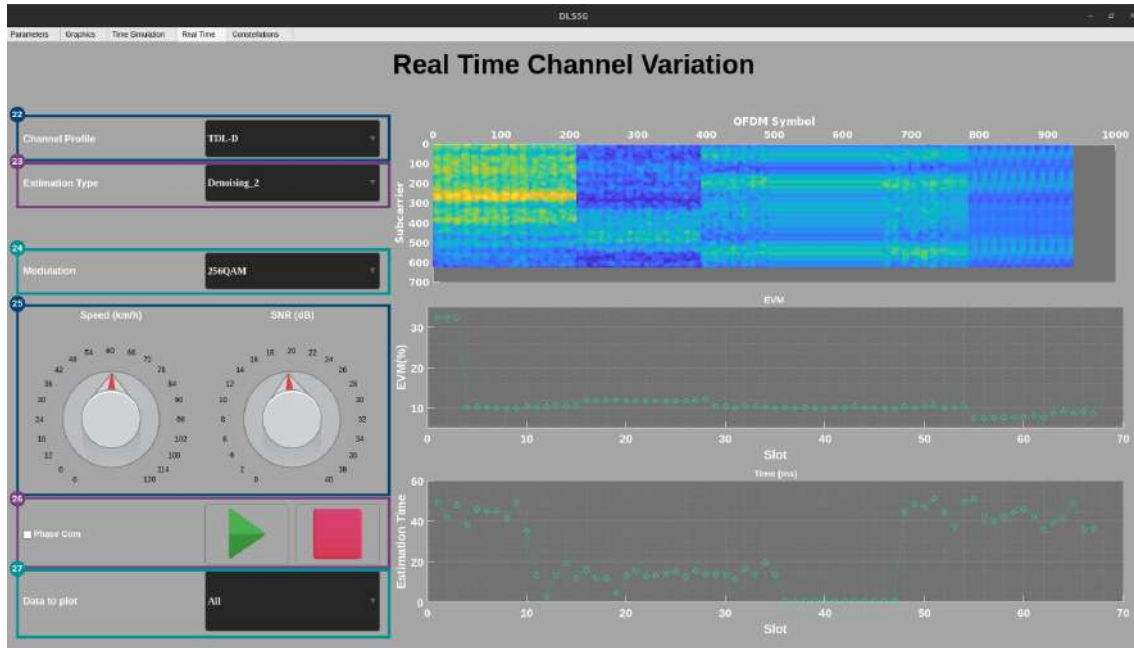 DLS5G
Parameters Graphics Time Simulation Real Time Constellations
Real Time Channel Variation
22
Channel Profile TDL-D
23
Estimation Type Denoising_2
24
Modulation 256QAM
25
Speed (km/h) SNR (dB)
0 6 12 18 24 30 36 42 48 54 60 66 72 78 84 90 96 102 108 114 120
0 2 4 6 8 10 12 14 16 18 20 22 24 26 28 30 32 34 36 38 40
26
Phase Com
27
Data to plot All
OFDM Symbol
0 100 200 300 400 500 600 700 800 900 1000
Subcarrier
0
100
200
300
400
500
600
700
EVM
EVM(%)
30
20
10
0 10 20 30 40 50 60 70
Slot
Time [ms]
Estimation Time
60
40
20
0
0 10 20 30 40 50 60 70
Slot